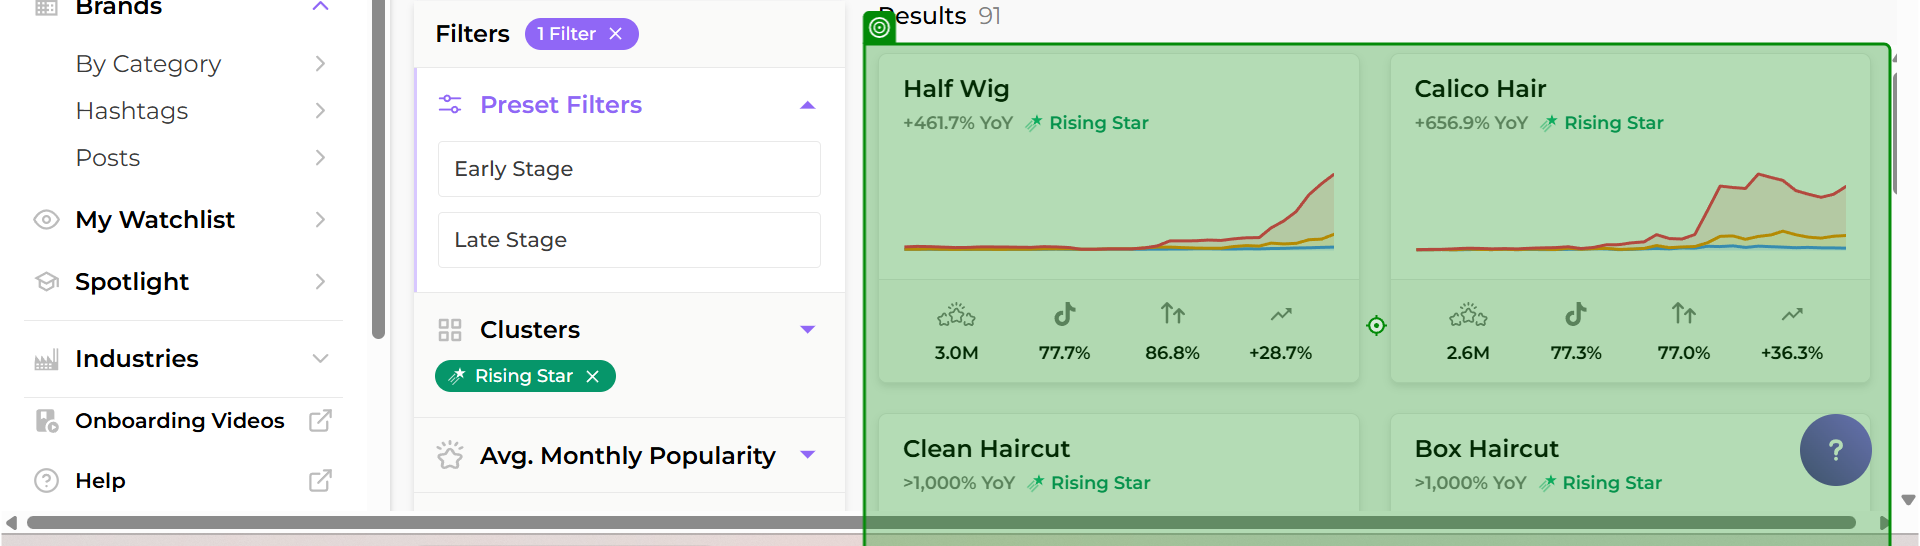 Brands
By Category
Hashtags
Posts
My Watchlist
Spotlight
Industries
Onboarding Videos
Help
Filters
1 Filter
Preset Filters
Early Stage
Late Stage
Clusters
Rising Star
Avg. Monthly Popularity
Results 91
Half Wig
+461.7% YoY Rising Star
3.0M 77.7% 86.8% +28.7%
Calico Hair
+656.9% YoY Rising Star
2.6M 77.3% 77.0% +36.3%
Clean Haircut
>1,000% YoY Rising Star
Box Haircut
>1,000% YoY Rising Star
?